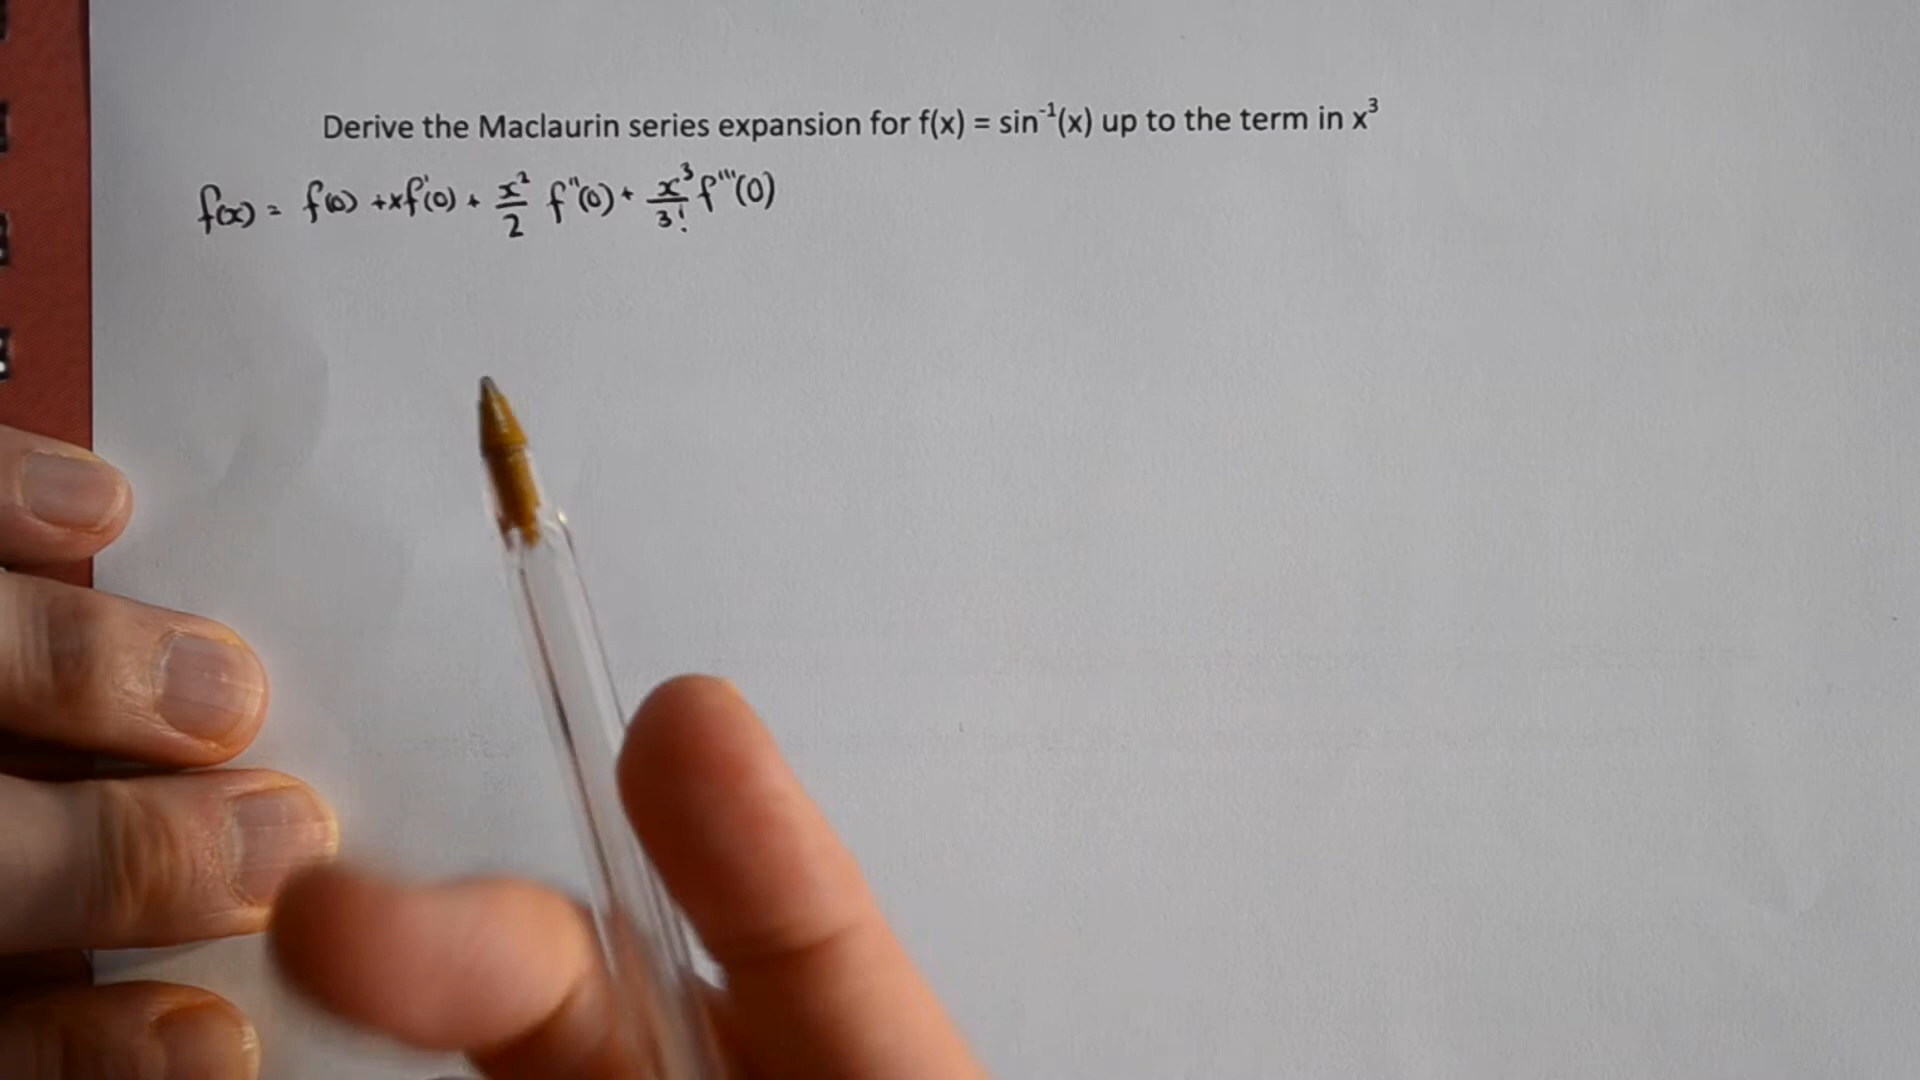 Derive the Maclaurin series expansion for f(x) = sin⁻¹(x) up to the term in x³
f(x) = f(0) + xf'(0) + x²/2 f''(0) + x³/3! f'''(0)